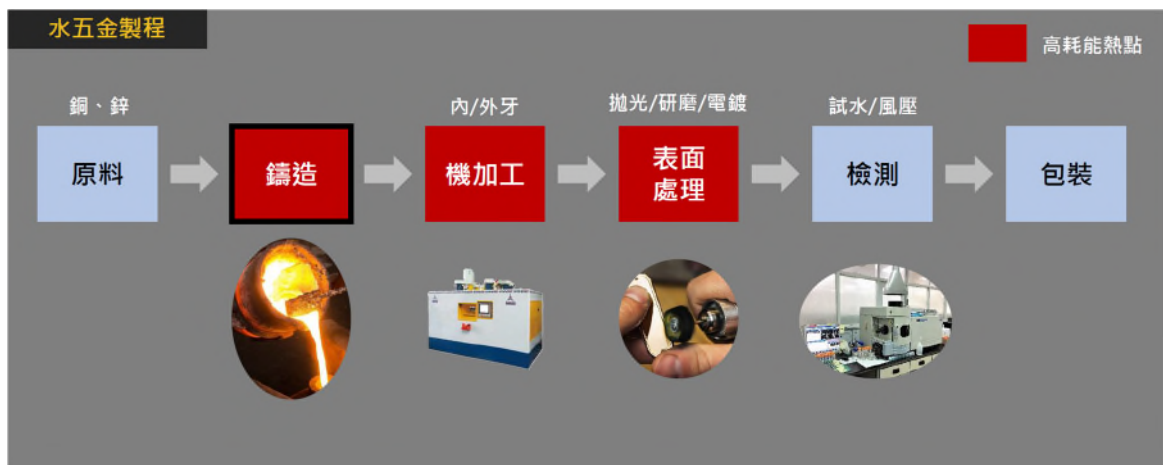 水五金製程
高耗能熱點
銅、鋅
內/外牙
拋光/研磨/電鍍
試水/風壓
原料
鑄造
機加工
表面
處理
檢測
包裝